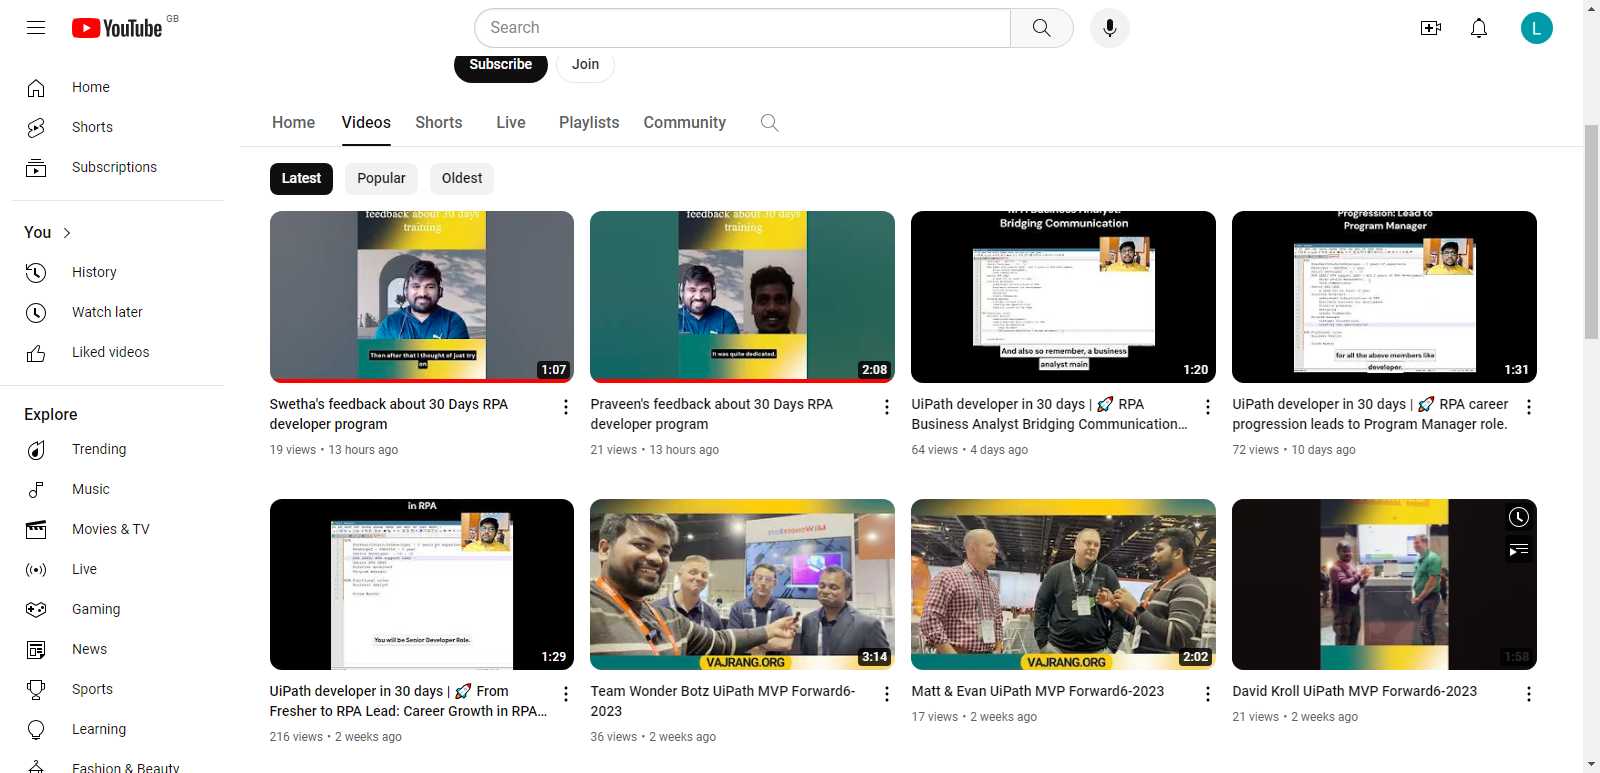 YouTube GB
Search
L
Subscribe
Join
Home
Shorts
Subscriptions
You
History
Watch later
Liked videos
Explore
Trending
Music
Movies & TV
Live
Gaming
News
Sports
Learning
Fashion & Beauty
Home Videos Shorts Live Playlists Community
Latest Popular Oldest
feedback about 30 days
training
Then after that I thought of just try
on
1:07
Swetha's feedback about 30 Days RPA
developer program
19 views • 13 hours ago
feedback about 30 days
training
It was quite dedicated.
2:08
Praveen's feedback about 30 Days RPA
developer program
21 views • 13 hours ago
RPA Business Analyst:
Bridging Communication
And also so remember, a business
analyst main
1:20
UiPath developer in 30 days | 🚀 RPA
Business Analyst Bridging Communication...
64 views • 4 days ago
Progression: Lead to
Program Manager
for all the above members like
developer.
1:31
UiPath developer in 30 days | 🚀 RPA career
progression leads to Program Manager role.
72 views • 10 days ago
in RPA
You will be Senior Developer Role.
1:29
UiPath developer in 30 days | 🚀 From
Fresher to RPA Lead: Career Growth in RPA...
216 views • 2 weeks ago
VAJRANG.ORG
3:14
Team Wonder Botz UiPath MVP Forward6-
2023
36 views • 2 weeks ago
VAJRANG.ORG
2:02
Matt & Evan UiPath MVP Forward6-2023
17 views • 2 weeks ago
1:58
David Kroll UiPath MVP Forward6-2023
21 views • 2 weeks ago